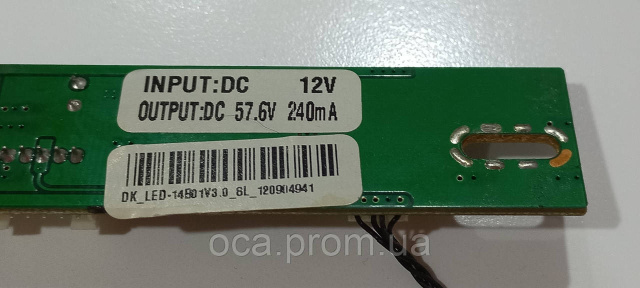 INPUT:DC 12V
OUTPUT:DC 57.6V 240mA
DK_LED-14B01V3.0_6L_120904941
oca.prom.ua